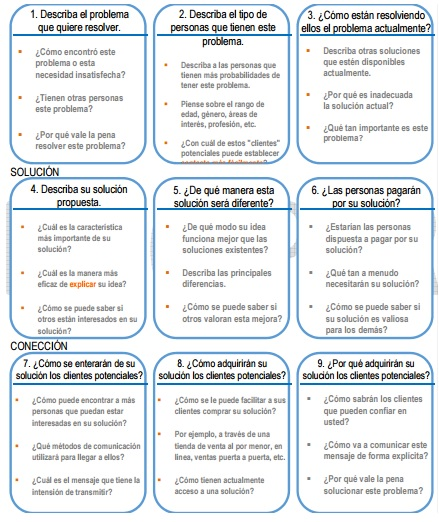 1. Describa el problema
que quiere resolver.
¿Cómo encontró este
problema o esta
necesidad insatisfecha?
¿Tienen otras personas
este problema?
¿Por qué vale la pena
resolver este problema?
2. Describa el tipo de
personas que tienen este
problema.
Describa a las personas que
tienen más probabilidades de
tener este problema.
Piense sobre el rango de
edad, género, áreas de
interés, profesión, etc.
¿Con cuál de estos "clientes"
potenciales puede establecer
3. ¿Cómo están resolviendo
ellos el problema actualmente?
Describa otras soluciones
que estén disponibles
actualmente.
¿Por qué es inadecuada
la solución actual?
¿Qué tan importante es este
problema?
SOLUCIÓN
4. Describa su solución
propuesta.
¿Cuál es la característica
más importante de su
solución?
¿Cuál es la manera más
eficaz de explicar su idea?
¿Cómo se puede saber si
otros están interesados en su
solución?
5. ¿De qué manera esta
solución será diferente?
¿De qué modo su idea
funciona mejor que las
soluciones existentes?
Describa las principales
diferencias.
¿Cómo se puede saber si
otros valoran esta mejora?
6. ¿Las personas pagarán
por su solución?
¿Estarían las personas
dispuesta a pagar por su
solución?
¿Qué tan a menudo
necesitarán su solución?
¿Cómo se puede saber si
su solución es valiosa
para los demás?
CONECCIÓN
7. ¿Cómo se enterarán de su
solución los clientes potenciales?
¿Cómo puede encontrar a más
personas que puedan estar
interesadas en su solución?
¿Qué métodos de comunicación
utilizará para llegar a ellos?
¿Cuál es el mensaje que tiene la
intensión de transmitir?
8. ¿Cómo adquirirán su
solución los clientes potenciales?
¿Cómo se le puede facilitar a sus
clientes comprar su solución?
Por ejemplo, a través de una
tienda de venta al por menor, en
línea, ventas puerta a puerta, etc.
¿Cómo tienen actualmente
acceso a una solución?
9. ¿Por qué adquirirán su
solución los clientes potenciales?
¿Cómo sabrán los clientes
que pueden confiar en
usted?
¿Cómo va a comunicar este
mensaje de forma explícita?
¿Por qué vale la pena
solucionar este problema?